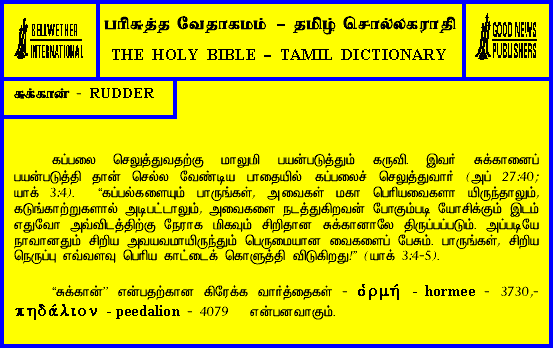 BELLWETHER
INTERNATIONAL
பரிசுத்த வேதாகமம் – தமிழ் சொல்லகராதி
THE HOLY BIBLE – TAMIL DICTIONARY
GOOD NEWS
PUBLISHERS
சுக்கான் - RUDDER
கப்பலை செலுத்துவதற்கு மாலுமி பயன்படுத்தும் கருவி. இவர் சுக்கானைப்
பயன்படுத்தி தான் செல்ல வேண்டிய பாதையில் கப்பலைச் செலுத்துவார் (அப் 27:40;
யாக் 3:4). “கப்பல்களையும் பாருங்கள், அவைகள் மகா பெரியவைகளா யிருந்தாலும்,
கடுங்காற்றுகளால் அடிபட்டாலும், அவைகளை நடத்துகிறவன் போகும்படி யோசிக்கும் இடம்
எதுவோ அவ்விடத்திற்கு நேராக மிகவும் சிறிதான சுக்கானாலே திருப்பப்படும். அப்படியே
நாவானதும் சிறிய அவயவமாயிருந்தும் பெருமையான வைகளைப் பேசும். பாருங்கள், சிறிய
நெருப்பு எவ்வளவு பெரிய காட்டைக் கொளுத்தி விடுகிறது!” (யாக் 3:4-5).
“சுக்கான்” என்பதற்கான கிரேக்க வார்த்தைகள் - ὁρμή - hormee - 3730,-
πηδάλιον - peedalion - 4079 என்பனவாகும்.